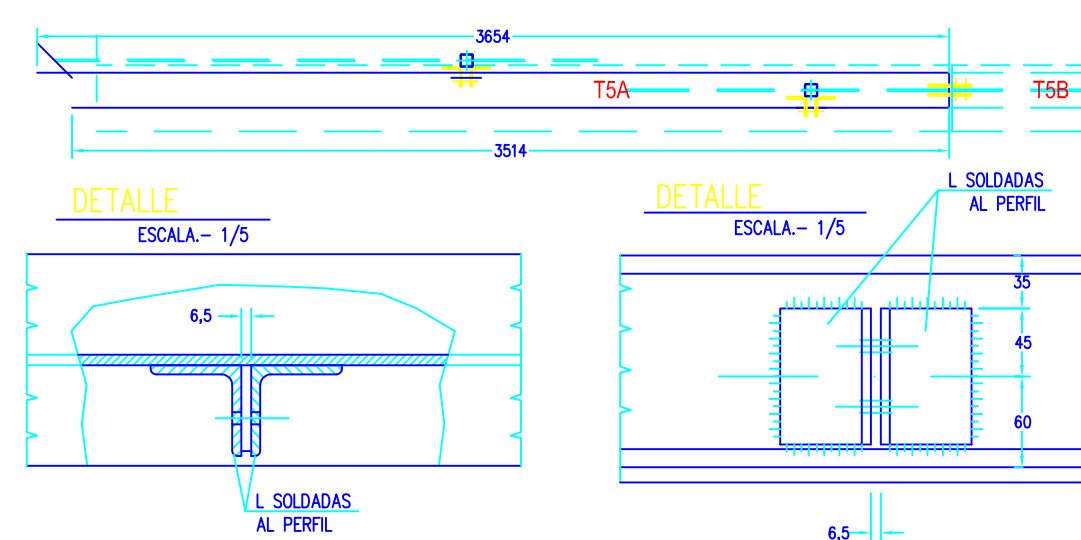 3654
T5A
T5B
3514
DETALLE
ESCALA.- 1/5
DETALLE
ESCALA.- 1/5
L SOLDADAS
AL PERFIL
6,5
35
45
60
L SOLDADAS
AL PERFIL
6,5